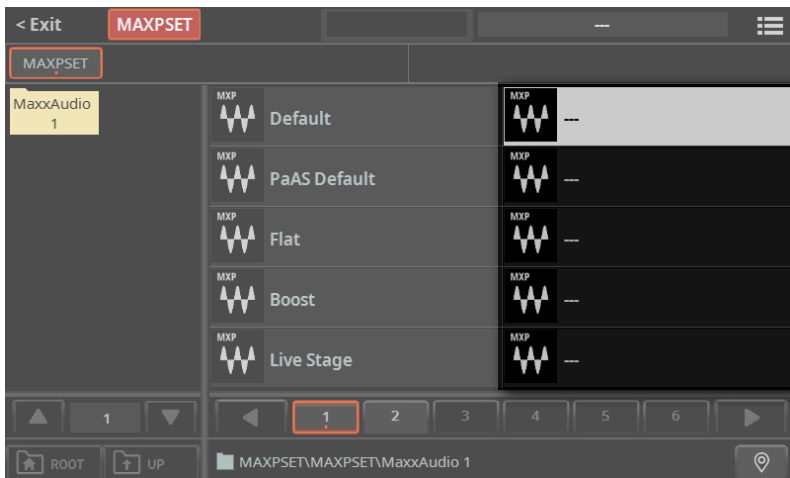 < Exit
MAXPSET
---
MAXPSET
MaxxAudio
1
MXP
Default
MXP
---
MXP
PaAS Default
MXP
---
MXP
Flat
MXP
---
MXP
Boost
MXP
---
MXP
Live Stage
MXP
---
1
1
2
3
4
5
6
ROOT
UP
MAXPSET\MAXPSET\MaxxAudio 1